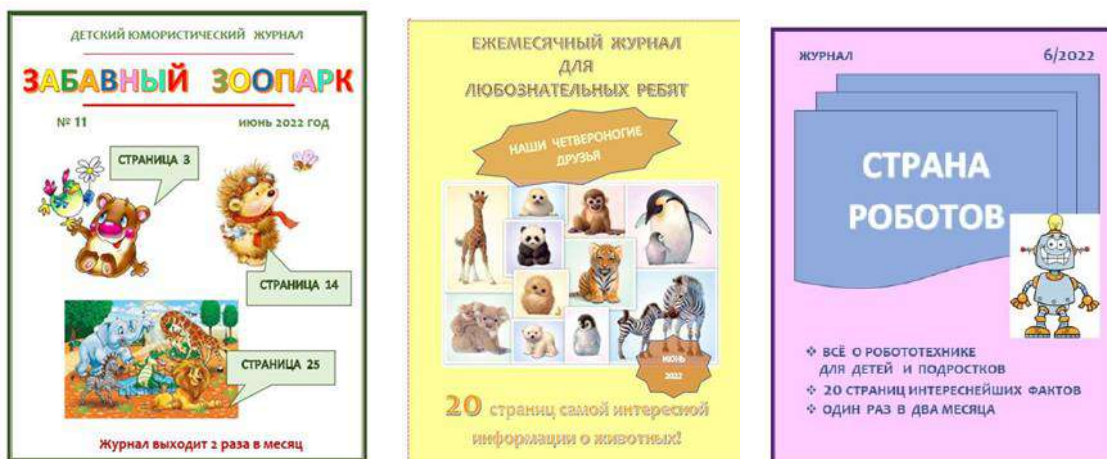 ДЕТСКИЙ ЮМОРИСТИЧЕСКИЙ ЖУРНАЛ
ЗАБАВНЫЙ ЗООПАРК
№ 11 июнь 2022 год
СТРАНИЦА 3
СТРАНИЦА 14
СТРАНИЦА 25
Журнал выходит 2 раза в месяц
ЕЖЕМЕСЯЧНЫЙ ЖУРНАЛ
ДЛЯ
ЛЮБОЗНАТЕЛЬНЫХ РЕБЯТ
НАШИ ЧЕТВЕРОНОГИЕ
ДРУЗЬЯ
ИЮНЬ
2022
20 страниц самой интересной
информации о животных!
ЖУРНАЛ 6/2022
СТРАНА
РОБОТОВ
❖ ВСЁ О РОБОТОТЕХНИКЕ
ДЛЯ ДЕТЕЙ И ПОДРОСТКОВ
❖ 20 СТРАНИЦ ИНТЕРЕСНЕЙШИХ ФАКТОВ
❖ ОДИН РАЗ В ДВА МЕСЯЦА